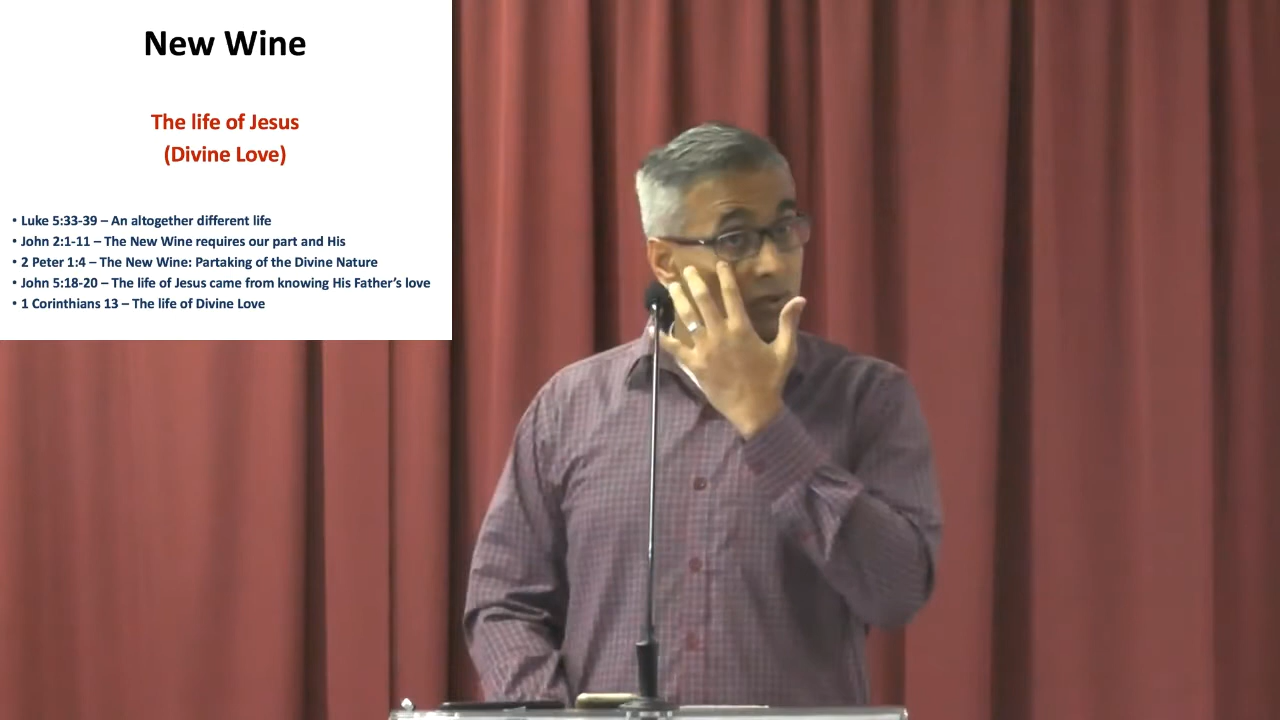 New Wine
The life of Jesus
(Divine Love)
• Luke 5:33-39 – An altogether different life
• John 2:1-11 – The New Wine requires our part and His
• 2 Peter 1:4 – The New Wine: Partaking of the Divine Nature
• John 5:18-20 – The life of Jesus came from knowing His Father’s love
• 1 Corinthians 13 – The life of Divine Love